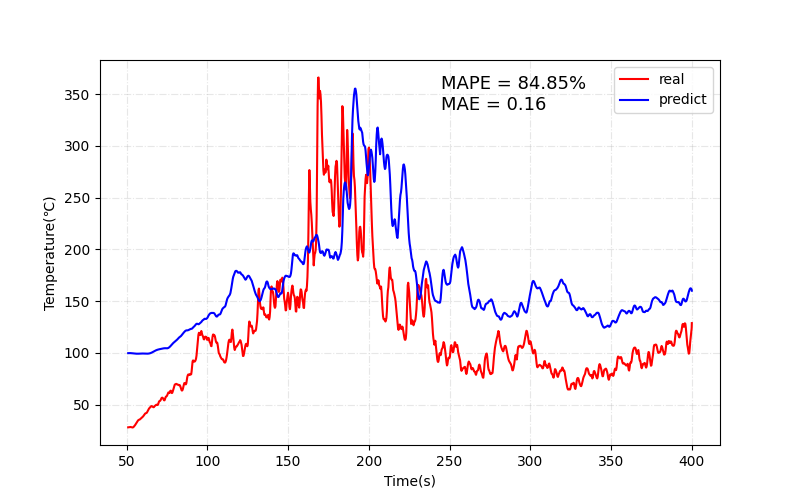 MAPE = 84.85%
MAE = 0.16
real
predict
Temperature(℃)
350
300
250
200
150
100
50
50 100 150 200 250 300 350 400
Time(s)